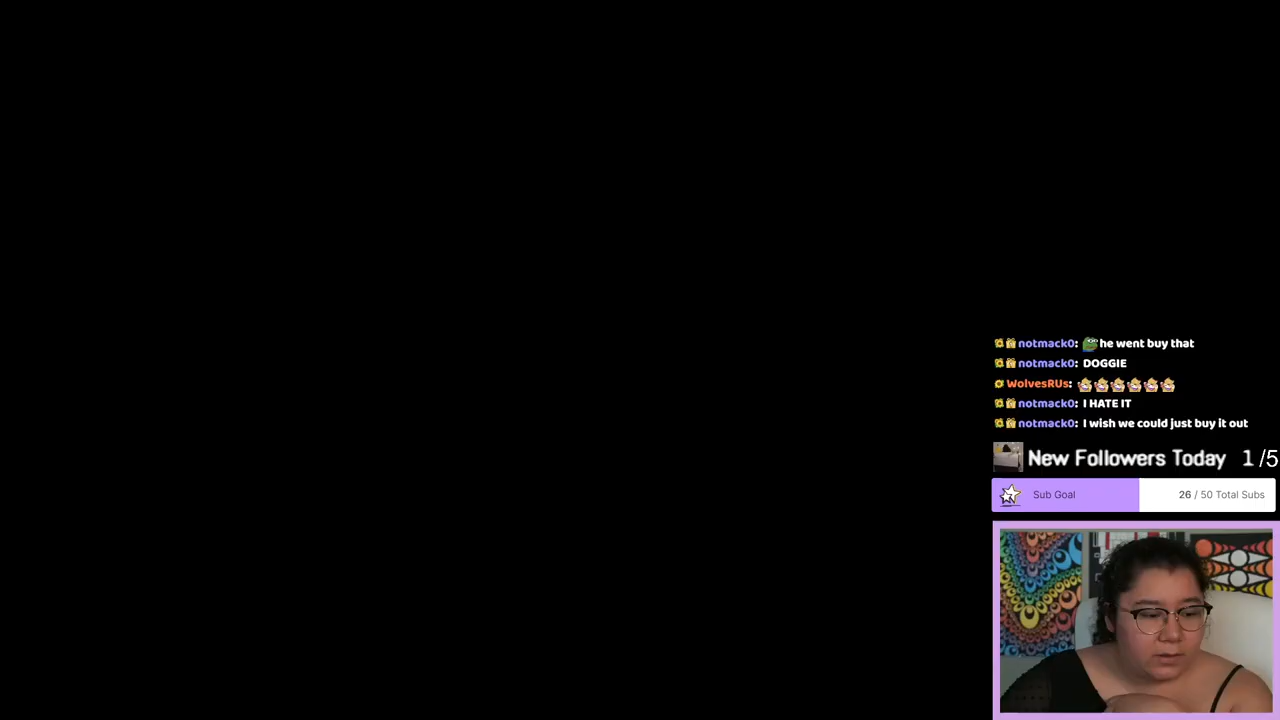 notmack0: he went buy that
notmack0: DOGGIE
WolvesRUs:
notmack0: I HATE IT
notmack0: I wish we could just buy it out
New Followers Today 1 /5
Sub Goal 26 / 50 Total Subs